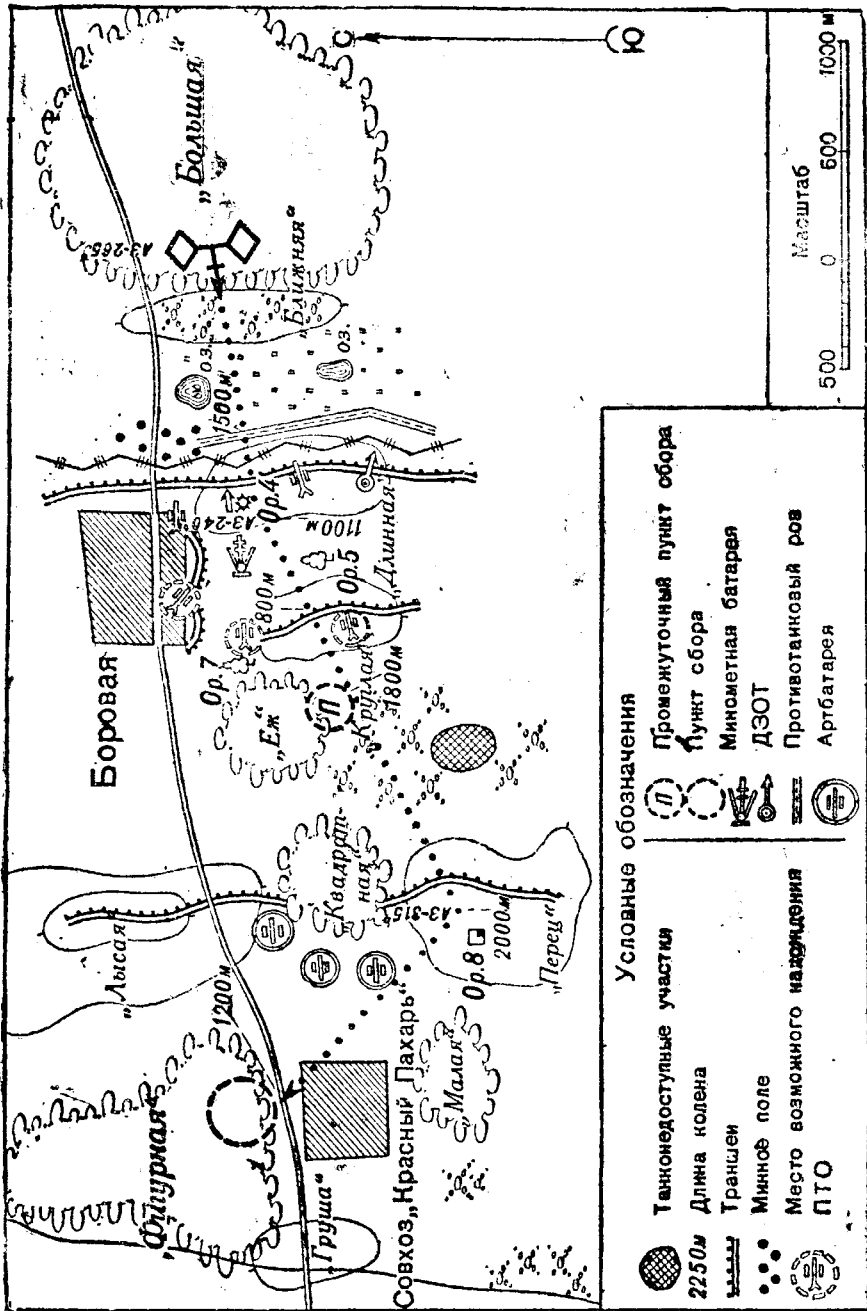 С
Ю
„Большая“
АЗ-265
„Ближняя“
оз.
оз.
1500 м
АЗ-246
Ор.4
1100 м
Ор.5
„Длинная“
800м
Ор.7
„Еж“
П
„Круглая“
1800м
Боровая
„Квадрат-
ная“
АЗ-315
Ор.8
2000м
„Перец“
„Лысая“
1200м
„Малая“
„Фигурная“
„Груша“
Совхоз „Красный Пахарь“
Масштаб
500 0 600 1000 м
Условные обозначения
Танконедоступные участки
2250м Длина колена
Траншеи
Минное поле
Место возможного нахождения
ПТО
П Промежуточный пункт сбора
Пункт сбора
Минометная батарея
ДЗОТ
Противотанковый ров
Артбатарея